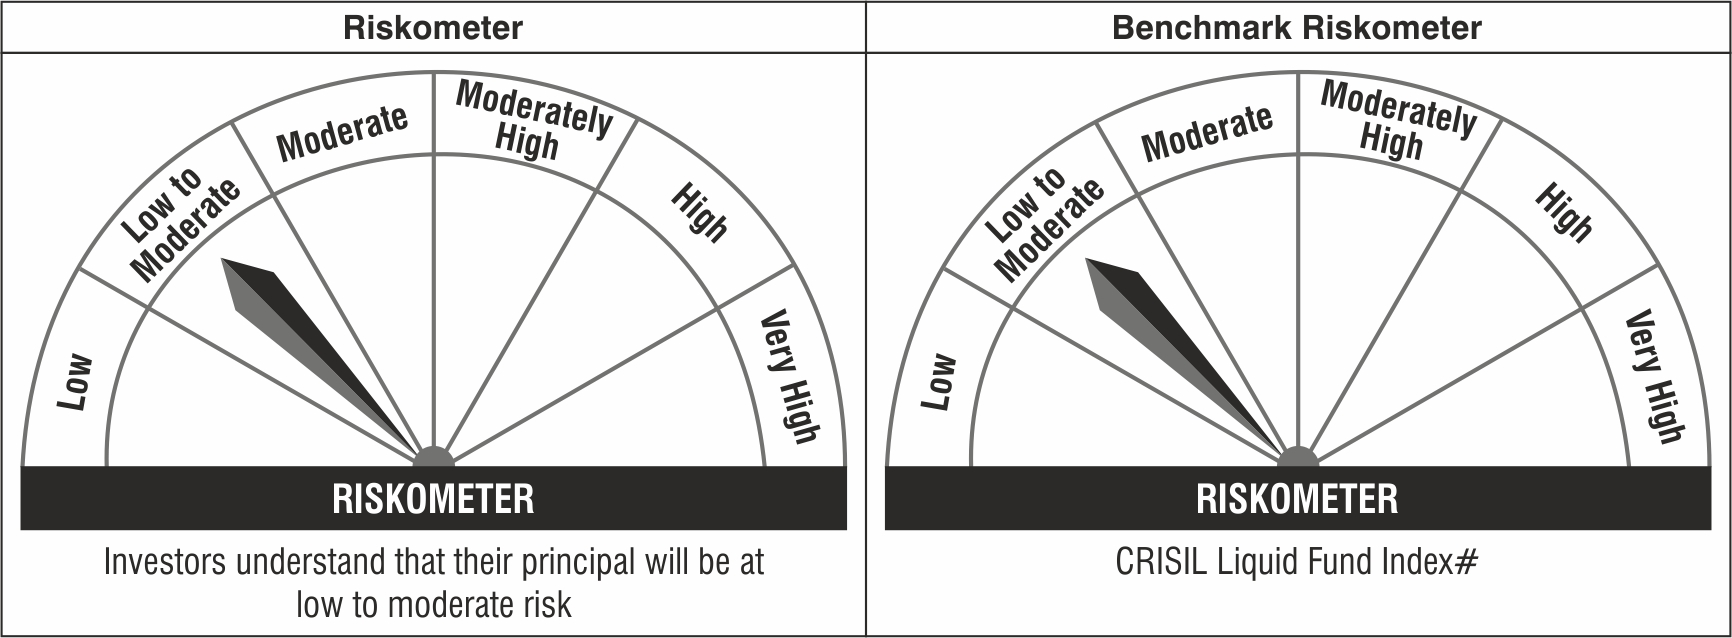 Riskometer
Low
Low to
Moderate
Moderate
Moderately
High
High
Very High
RISKOMETER
Investors understand that their principal will be at
low to moderate risk
Benchmark Riskometer
Low
Low to
Moderate
Moderate
Moderately
High
High
Very High
RISKOMETER
CRISIL Liquid Fund Index#